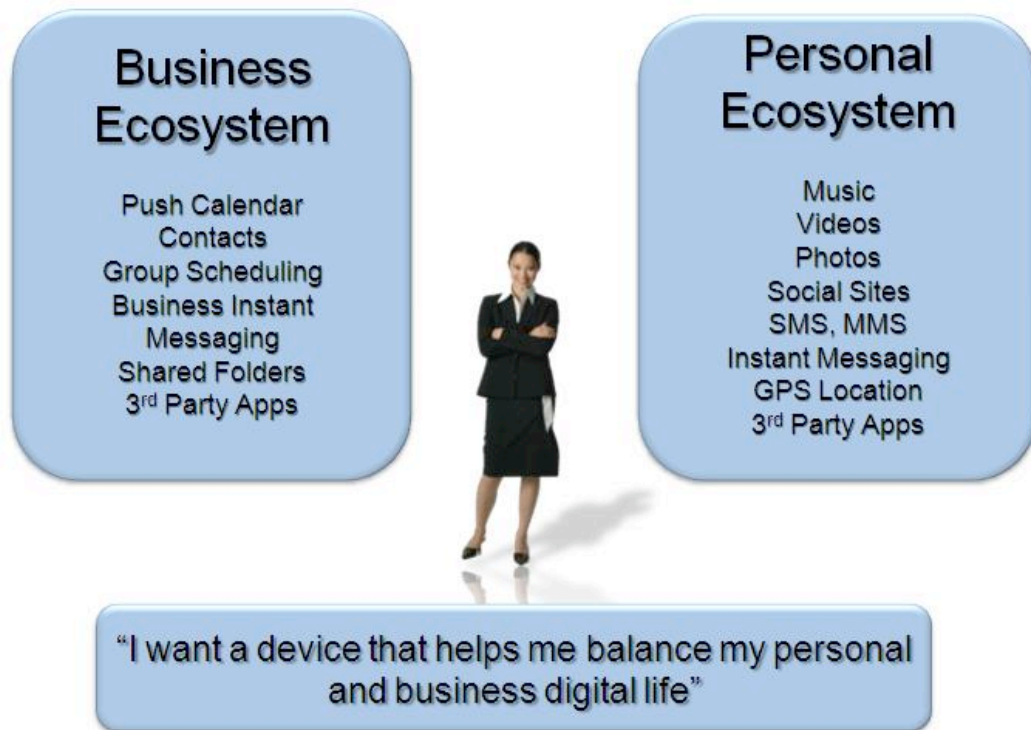 Business
Ecosystem
Push Calendar
Contacts
Group Scheduling
Business Instant
Messaging
Shared Folders
3rd Party Apps
Personal
Ecosystem
Music
Videos
Photos
Social Sites
SMS, MMS
Instant Messaging
GPS Location
3rd Party Apps
“I want a device that helps me balance my personal
and business digital life”